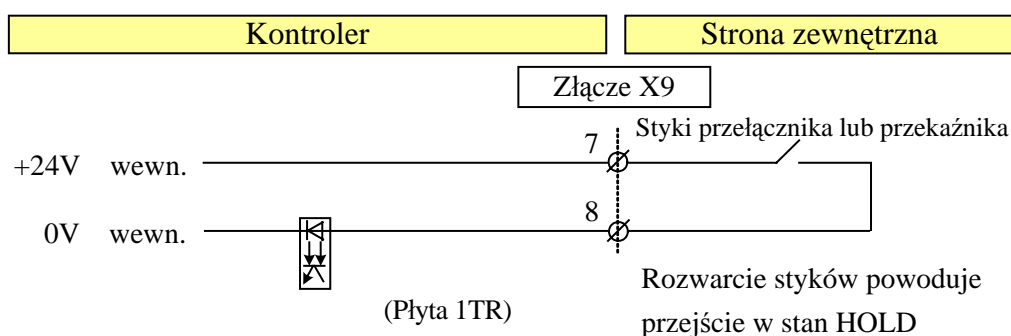 Kontroler
Strona zewnętrzna
Złącze X9
Styki przełącznika lub przekaźnika
7
+24V wewn.
8
0V wewn.
(Płyta 1TR)
Rozwarcie styków powoduje
przejście w stan HOLD